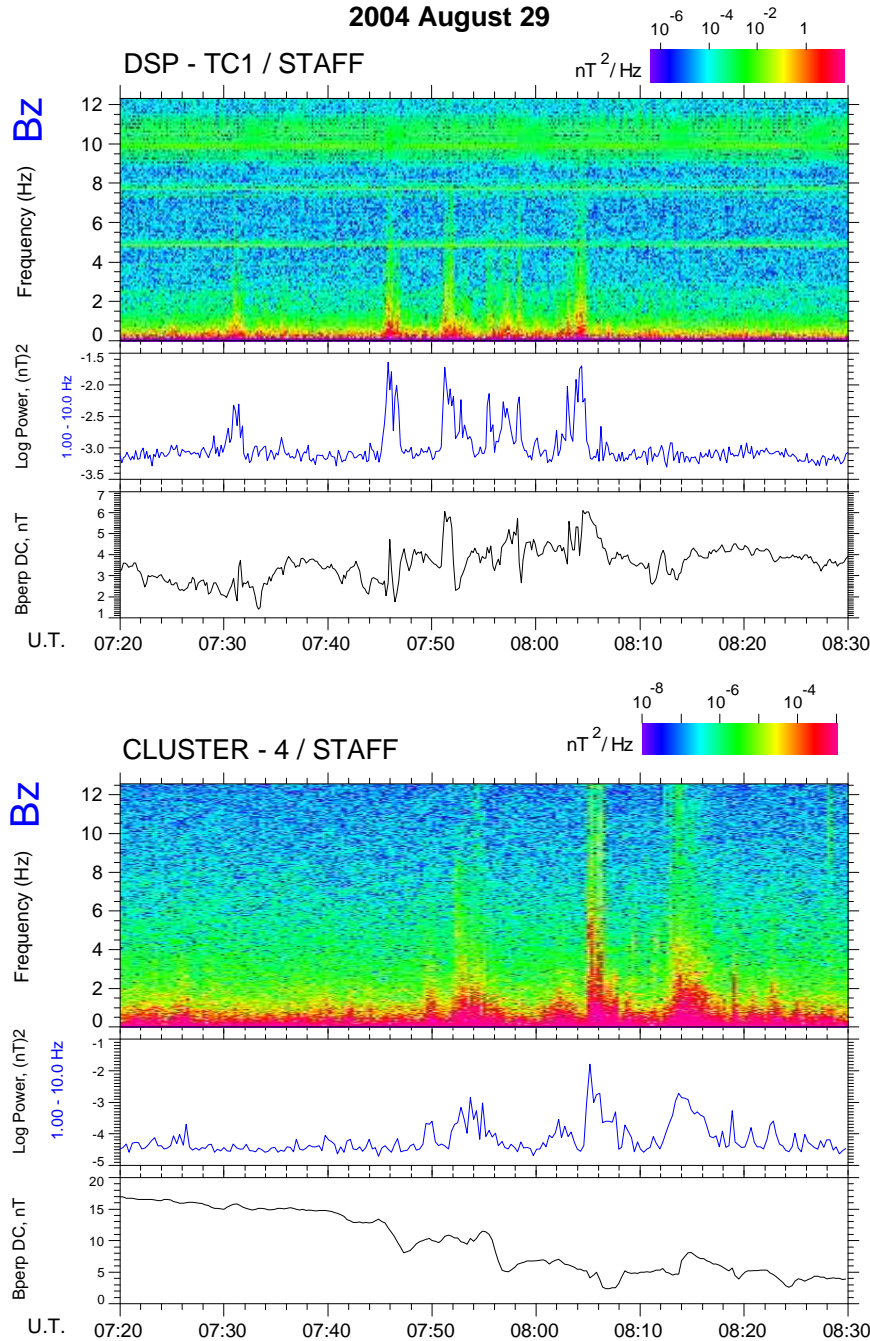 2004 August 29
DSP - TC1 / STAFF
nT 2/ Hz
10-6 10-4 10-2 1
Bz
Frequency (Hz)
12
10
8
6
4
2
0
Log Power, (nT)2
1.00 - 10.0 Hz
-1.5
-2.0
-2.5
-3.0
-3.5
Bperp DC, nT
7
6
5
4
3
2
1
U.T.
07:20 07:30 07:40 07:50 08:00 08:10 08:20 08:30
CLUSTER - 4 / STAFF
nT 2/ Hz
10-8 10-6 10-4
Bz
Frequency (Hz)
12
10
8
6
4
2
0
Log Power, (nT)2
1.00 - 10.0 Hz
-1
-2
-3
-4
-5
Bperp DC, nT
20
15
10
5
0
U.T.
07:20 07:30 07:40 07:50 08:00 08:10 08:20 08:30